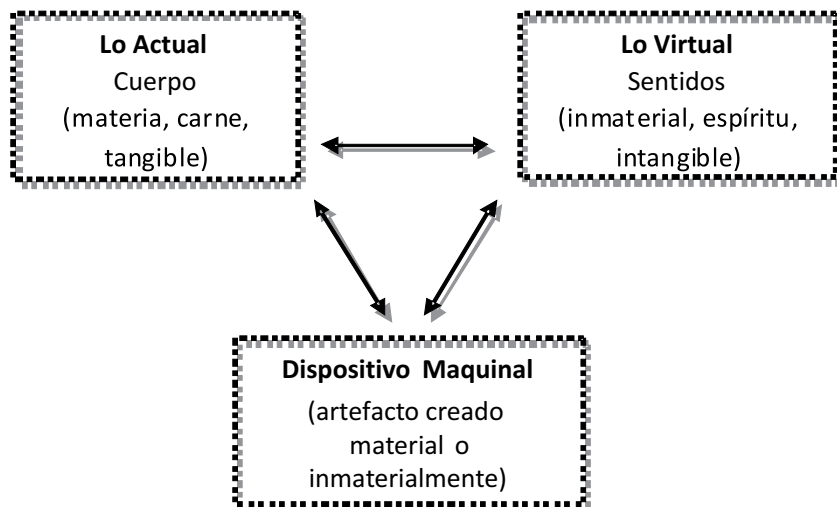 Lo Actual
Cuerpo
(materia, carne,
tangible)
Lo Virtual
Sentidos
(inmaterial, espíritu,
intangible)
Dispositivo Maquinal
(artefacto creado
material o
inmaterialmente)